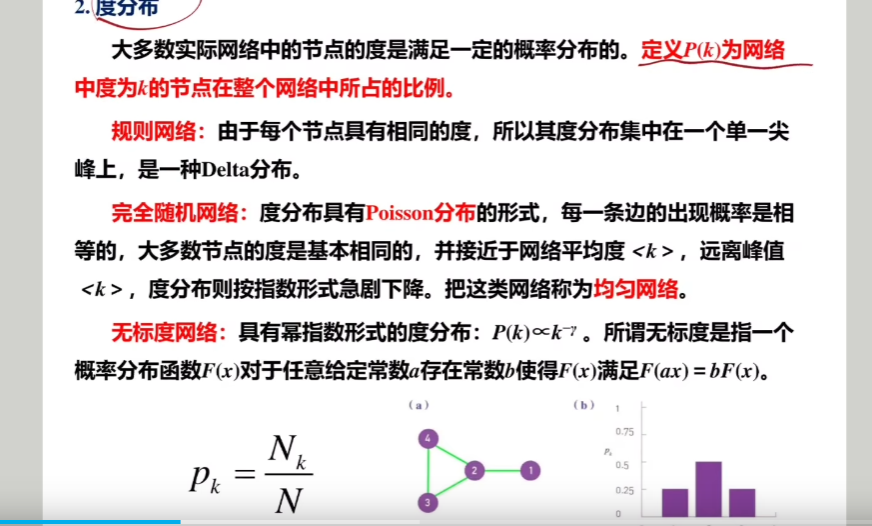 2. 度分布
大多数实际网络中的节点的度是满足一定的概率分布的。定义P(k)为网络
中度为k的节点在整个网络中所占的比例。
规则网络：由于每个节点具有相同的度，所以其度分布集中在一个单一尖
峰上，是一种Delta分布。
完全随机网络：度分布具有Poisson分布的形式，每一条边的出现概率是相
等的，大多数节点的度是基本相同的，并接近于网络平均度 <k>，远离峰值
<k>，度分布则按指数形式急剧下降。把这类网络称为均匀网络。
无标度网络：具有幂指数形式的度分布：P(k)∝k⁻ᵞ。所谓无标度是指一个
概率分布函数F(x)对于任意给定常数a存在常数b使得F(x)满足F(ax) = bF(x)。
(a)
(b)
p_k = N_k / N
4
2
1
3
1
0.75
P_k
0.5
0.25
0